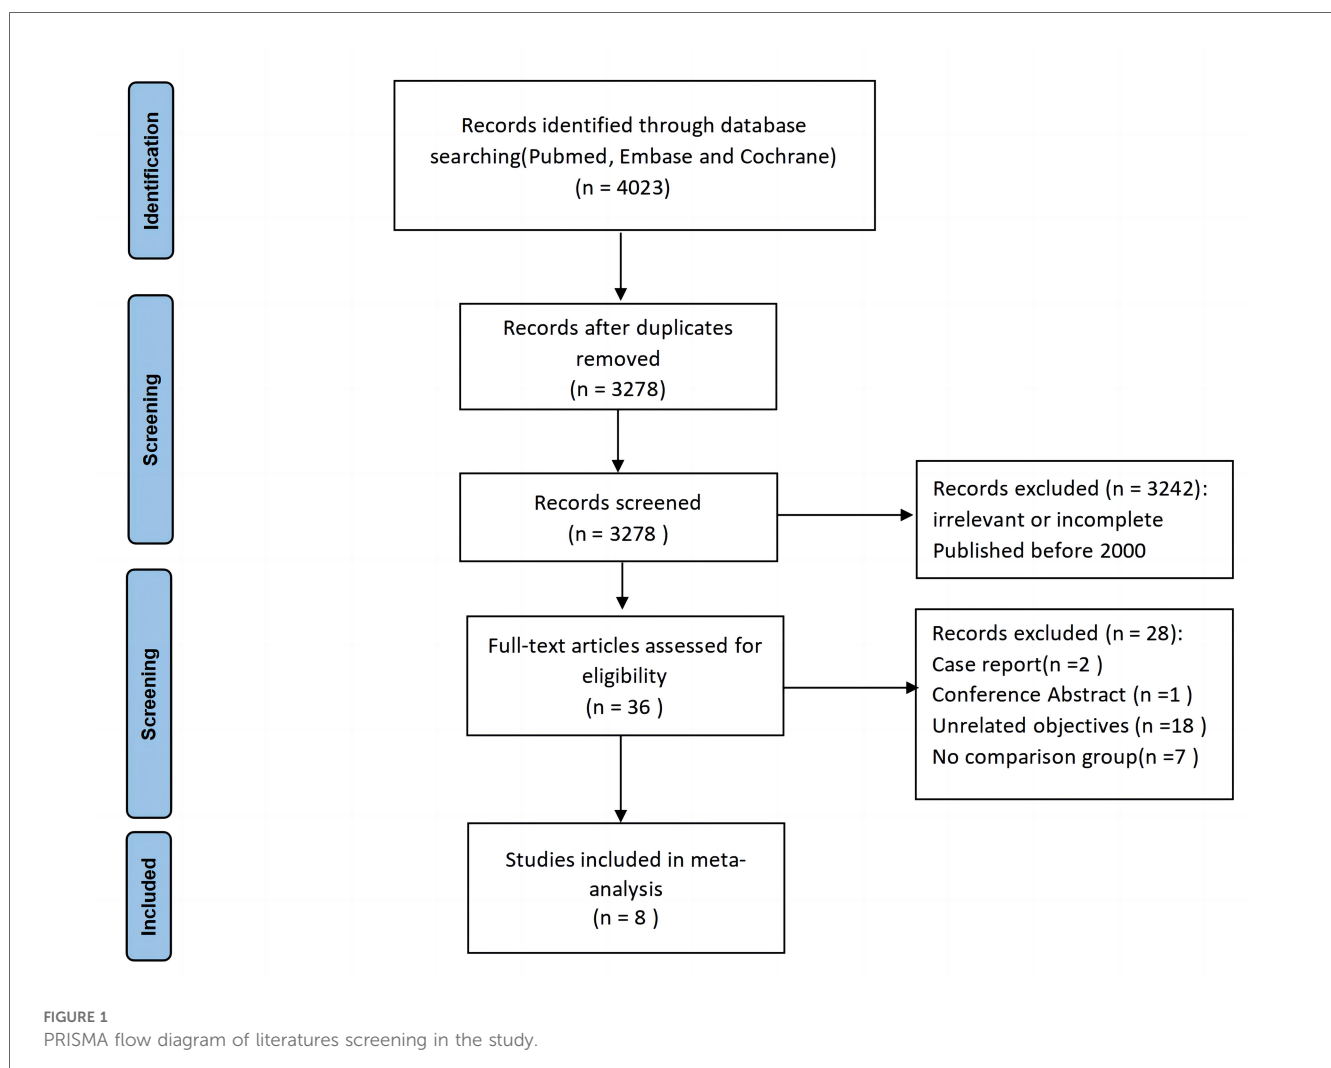 Identification
Records identified through database
searching(Pubmed, Embase and Cochrane)
(n = 4023)
Screening
Records after duplicates
removed
(n = 3278)
Records screened
(n = 3278 )
Records excluded (n = 3242):
irrelevant or incomplete
Published before 2000
Screening
Full-text articles assessed for
eligibility
(n = 36 )
Records excluded (n = 28):
Case report(n =2 )
Conference Abstract (n =1 )
Unrelated objectives (n =18 )
No comparison group(n =7 )
Included
Studies included in meta-
analysis
(n = 8 )
FIGURE 1
PRISMA flow diagram of literatures screening in the study.